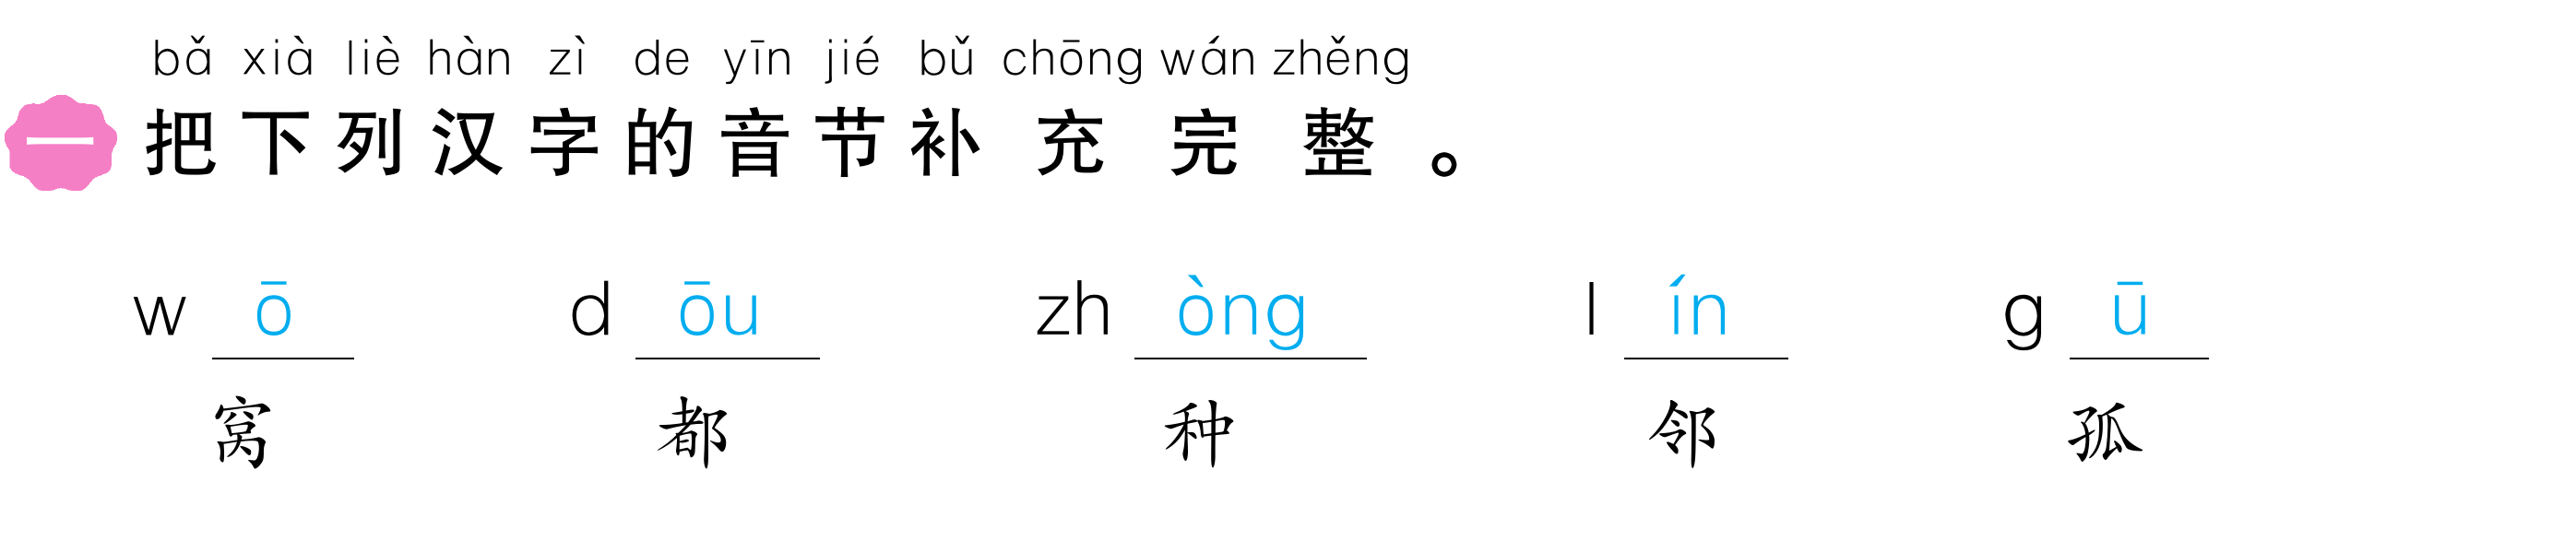 bǎ xià liè hàn zì de yīn jié bǔ chōng wán zhěng
一 把下列汉字的音节补充完整。
w ō d ōu zh òng l ín g ū
窝 都 种 邻 孤